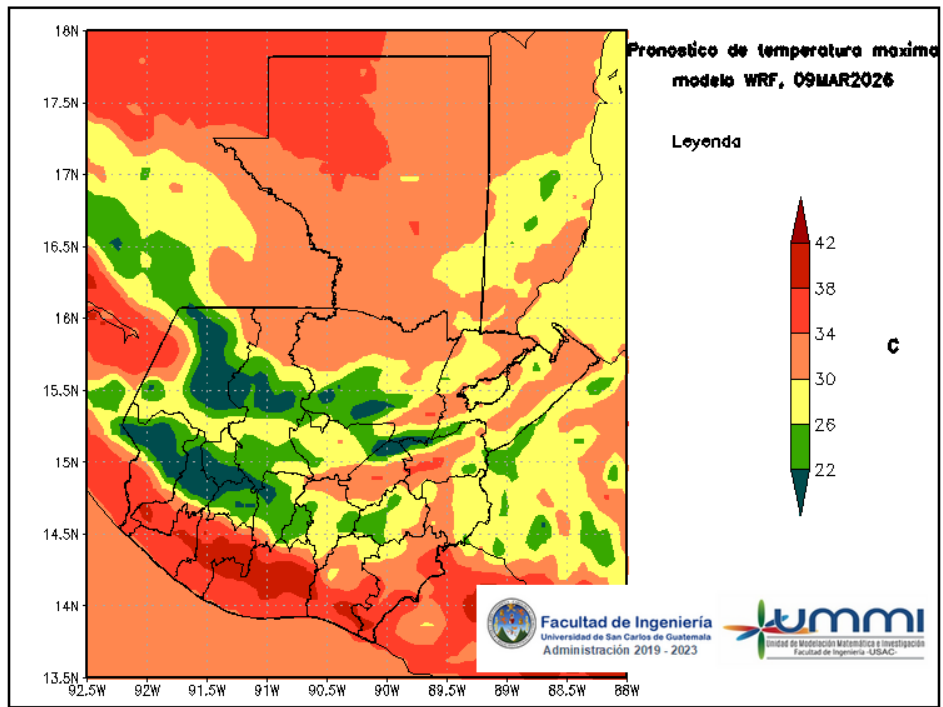 Pronostico de temperatura maxima
modelo WRF, 09MAR2026
Leyenda
42
38
34
30
26
22
C
18N
17.5N
17N
16.5N
16N
15.5N
15N
14.5N
14N
13.5N
92.5W
92W
91.5W
91W
90.5W
90W
89.5W
89W
88.5W
88W
Facultad de Ingeniería
Universidad de San Carlos de Guatemala
Administración 2019 - 2023
UMMI
Unidad de Modelación Matemática e Investigación
Facultad de Ingeniería -USAC-